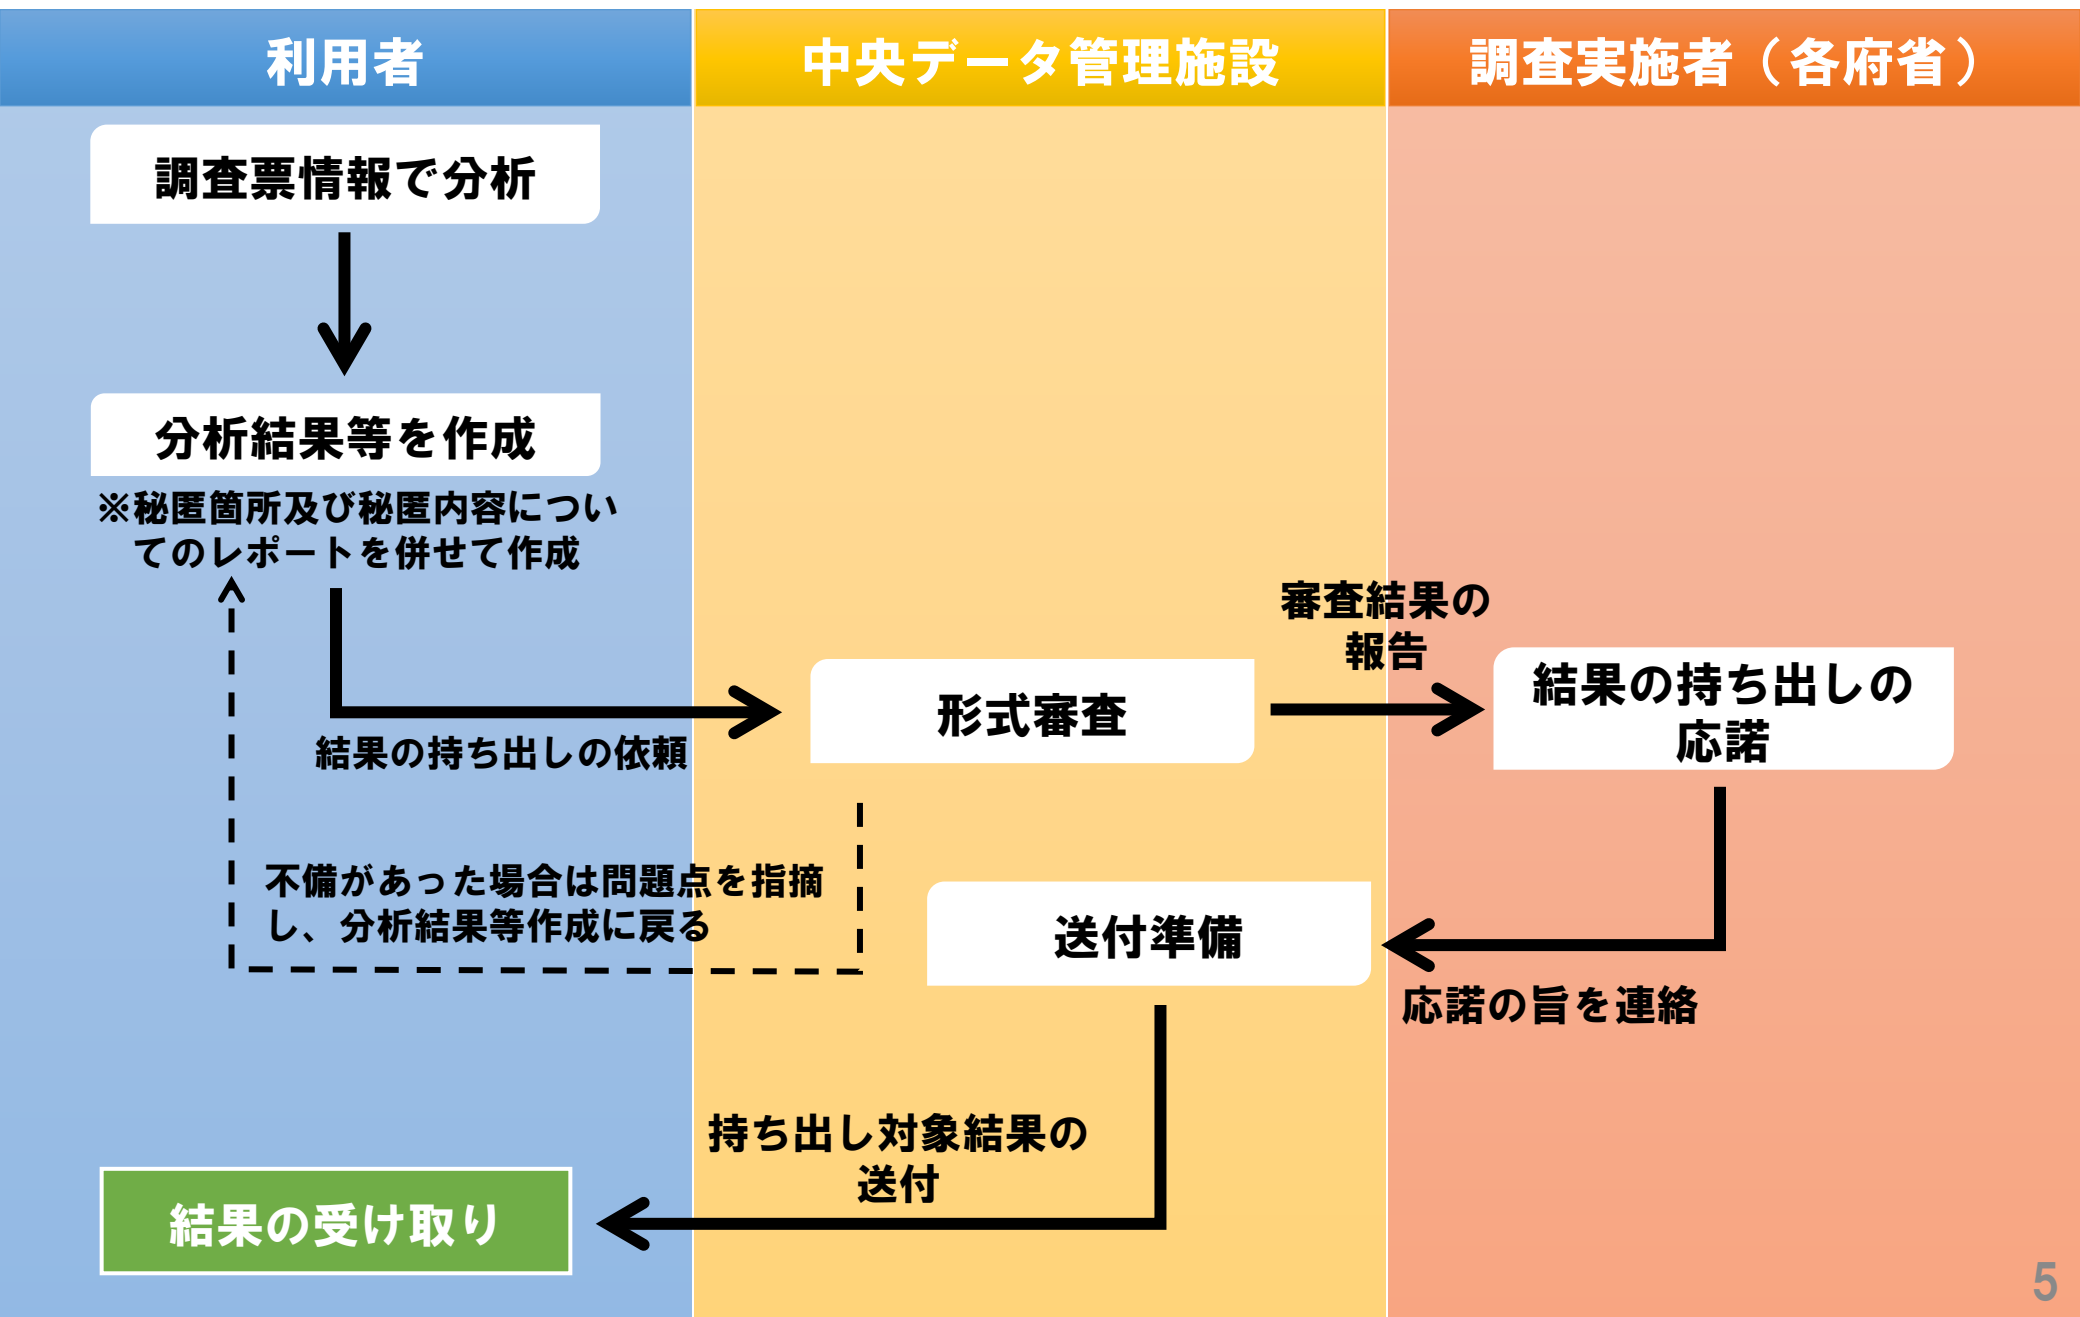 利用者
中央データ管理施設
調査実施者（各府省）
調査票情報で分析
分析結果等を作成
※秘匿箇所及び秘匿内容につい
てのレポートを併せて作成
結果の持ち出しの依頼
形式審査
審査結果の
報告
結果の持ち出しの
応諾
不備があった場合は問題点を指摘
し、分析結果等作成に戻る
送付準備
応諾の旨を連絡
持ち出し対象結果の
送付
結果の受け取り
5